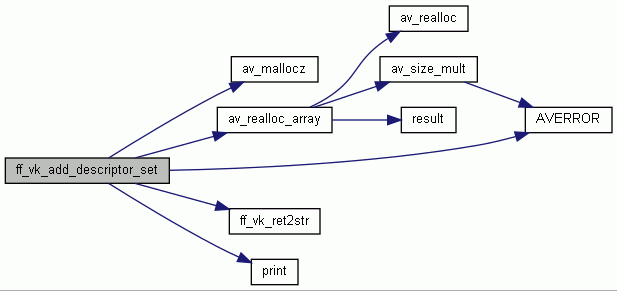 av_realloc
av_mallocz
av_size_mult
av_realloc_array
result
AVERROR
ff_vk_add_descriptor_set
ff_vk_ret2str
print